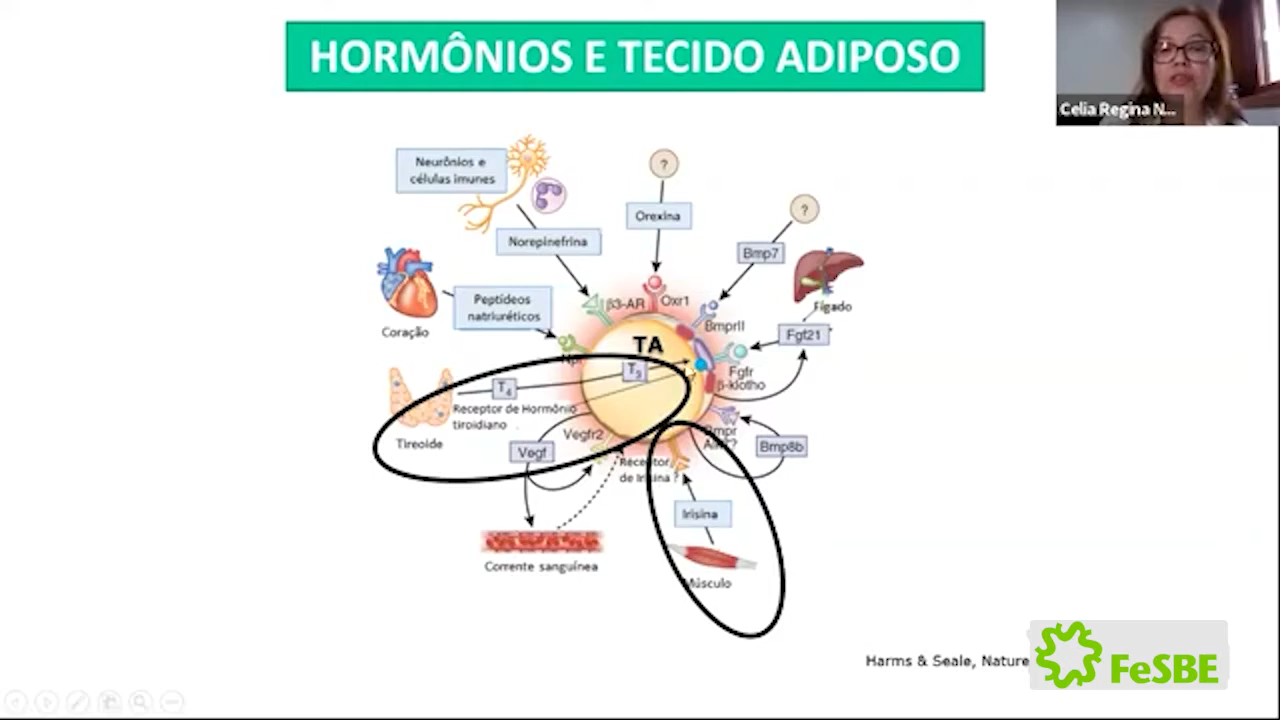 HORMÔNIOS E TECIDO ADIPOSO
Celia Regina N...
Neurônios e
células imunes
?
Orexina
?
Norepinefrina
Bmp7
Coração
Peptídeos
natriuréticos
β3-AR
Oxr1
BmprII
Fígado
Fgf21
TA
T3
Fgfr
β-klotho
T4
Receptor de Hormônio
tiroidiano
Tireoide
Vegfr2
Vegf
Bmpr
Bmp8b
Receptor
de Irisina ?
Irisina
Músculo
Corrente sanguínea
Harms & Seale, Nature
FeSBE